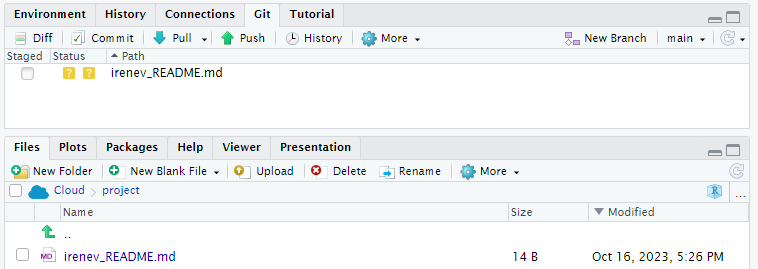 Environment History Connections Git Tutorial
Diff Commit Pull Push History More New Branch main
Staged Status Path
? ? irenev_README.md
Files Plots Packages Help Viewer Presentation
New Folder New Blank File Upload Delete Rename More
Cloud project R ...
Name Size Modified
..
MD irenev_README.md 14 B Oct 16, 2023, 5:26 PM